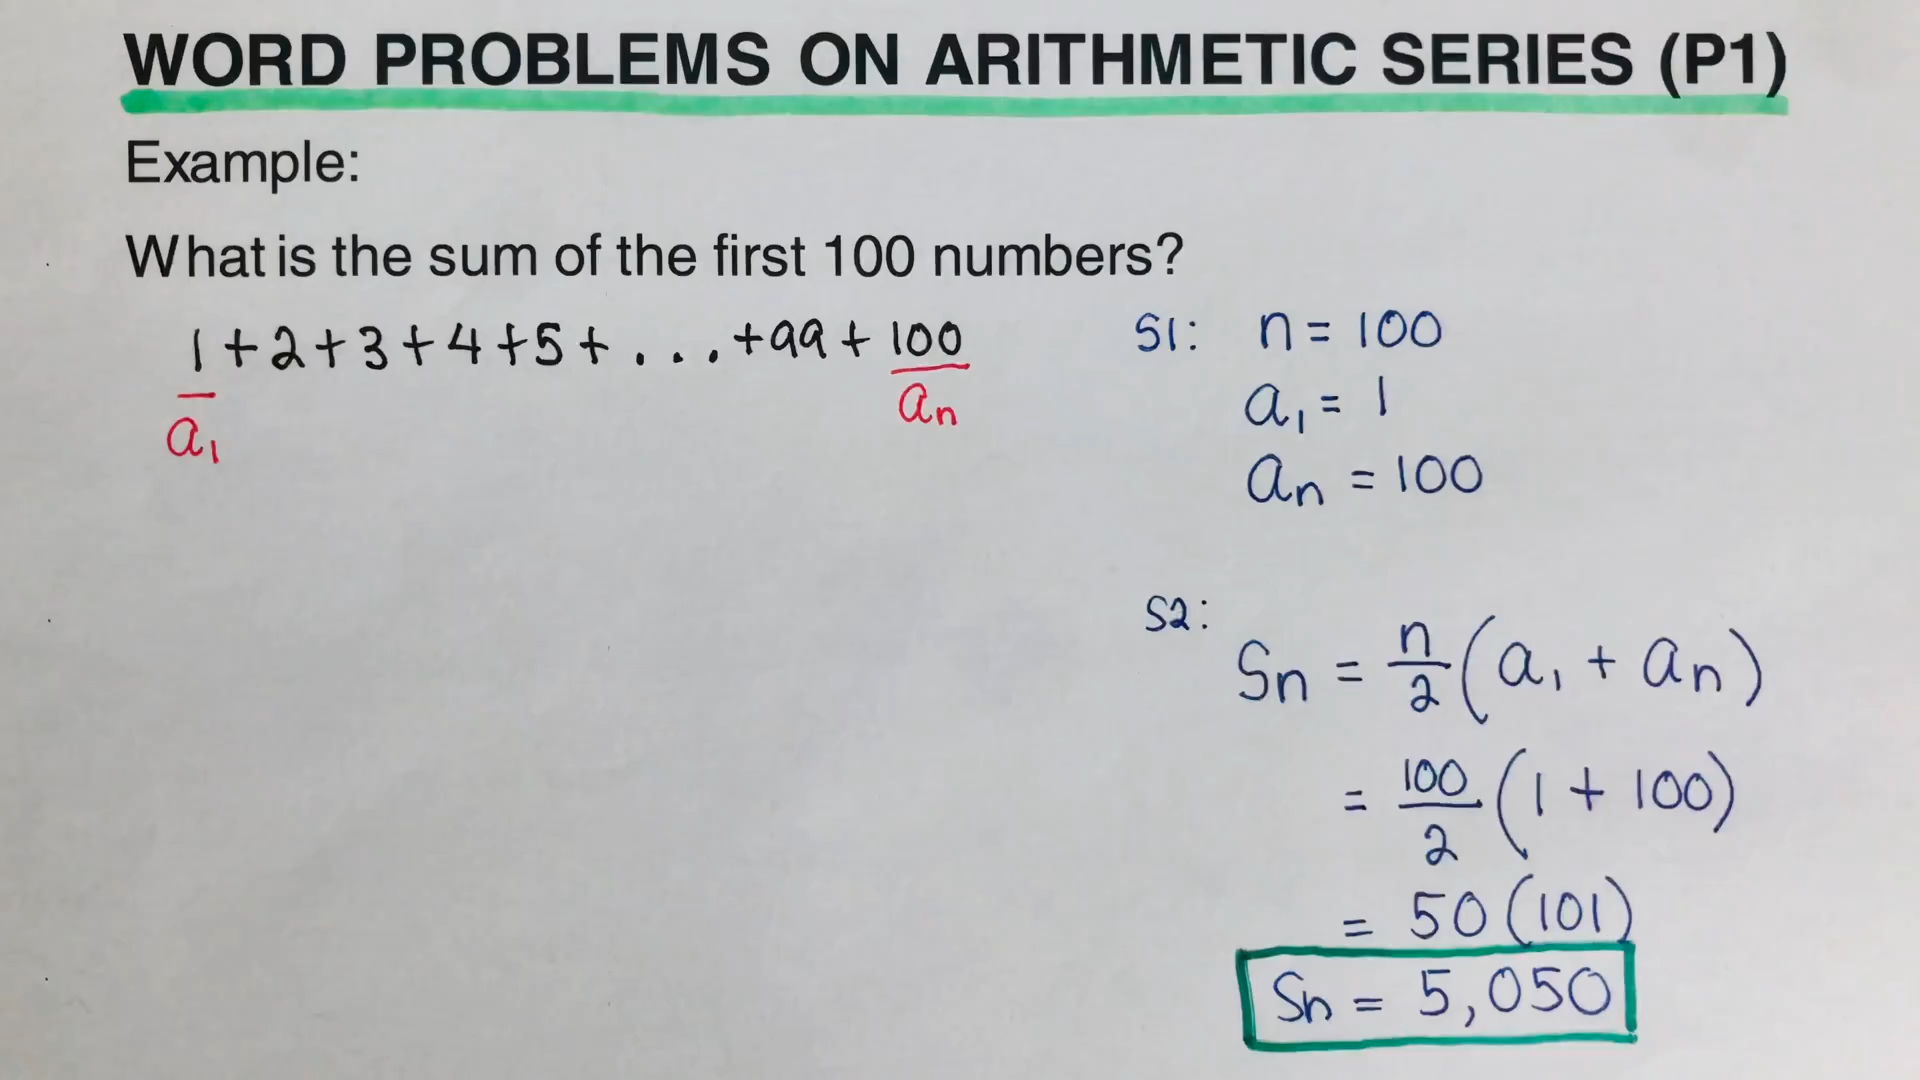 WORD PROBLEMS ON ARITHMETIC SERIES (P1)
Example:
What is the sum of the first 100 numbers?
1 + 2 + 3 + 4 + 5 + . . . + 99 + 100
a₁
aₙ
S1: n = 100
a₁ = 1
aₙ = 100
S2:
Sn = n/2 (a₁ + aₙ)
= 100/2 (1 + 100)
= 50 (101)
Sn = 5,050